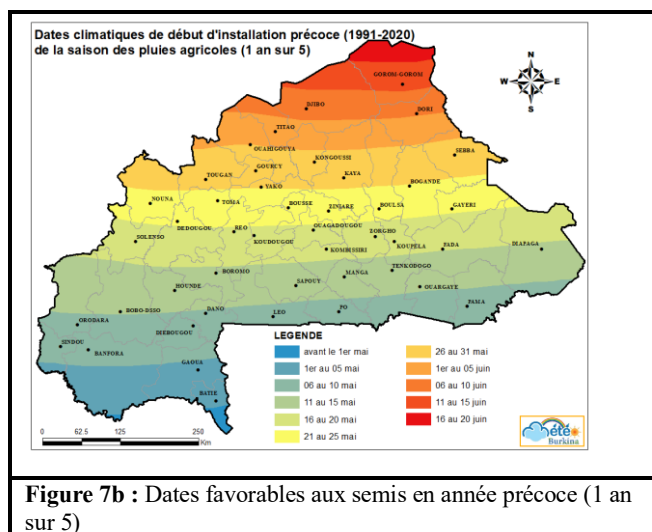 Dates climatiques de début d'installation précoce (1991-2020)
de la saison des pluies agricoles (1 an sur 5)
N
W E
S
GOROM-GOROM
DJIBO
DORI
TITAO
OUAHIGOUYA
SEBBA
KONGOUSSI
GOURCY
TOUGAN
KAYA
YAKO
BOGANDE
NOUNA
TOMA
BOUSSE
ZINIARE
BOULSA
GAYERI
DEDOUGOU
REO
OUAGADOUGOU
ZORGHO
SOLENSO
KOUDOUGOU
KOMBISSIRI
KOUPELA
FADA
DIAPAGA
BOROMO
MANGA
TENKODOGO
HOUNDE
SAPOUY
OUARGAYE
BOBO-DSSO
DANO
LEO
PO
PAMA
ORODARA
DIEBOUGOU
SINDOU
BANFORA
GAOUA
BATIE
LEGENDE
avant le 1er mai
1er au 05 mai
06 au 10 mai
11 au 15 mai
16 au 20 mai
21 au 25 mai
26 au 31 mai
1er au 05 juin
06 au 10 juin
11 au 15 juin
16 au 20 juin
0 62.5 125 250
Km
météo
Burkina
Figure 7b : Dates favorables aux semis en année précoce (1 an
sur 5)